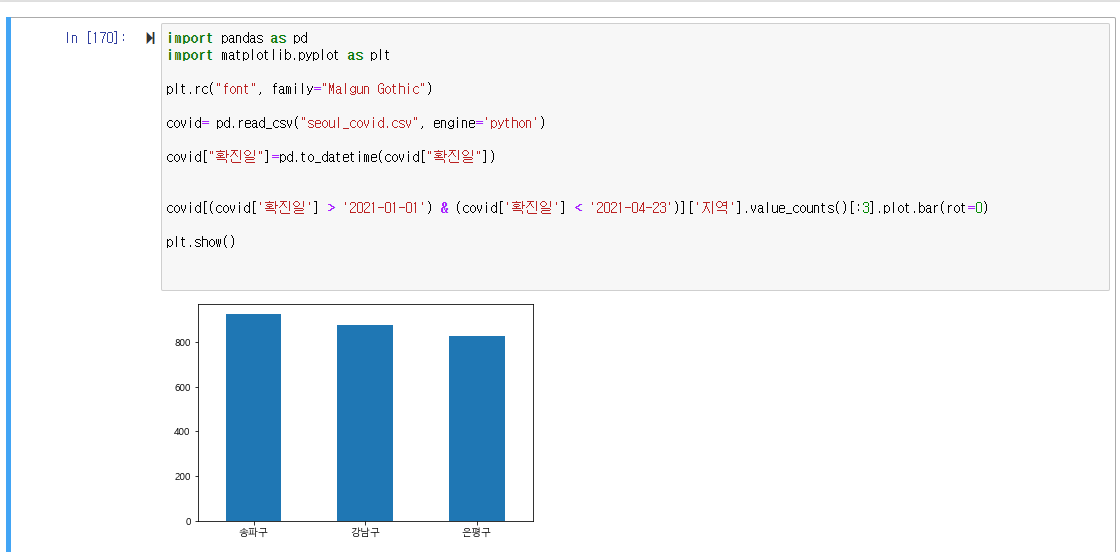 In [170]:
import pandas as pd
import matplotlib.pyplot as plt
plt.rc("font", family="Malgun Gothic")
covid= pd.read_csv("seoul_covid.csv", engine='python')
covid["확진일"]=pd.to_datetime(covid["확진일"])
covid[(covid['확진일'] > '2021-01-01') & (covid['확진일'] < '2021-04-23')]['지역'].value_counts()[:3].plot.bar(rot=0)
plt.show()
800
600
400
200
0
송파구 강남구 은평구